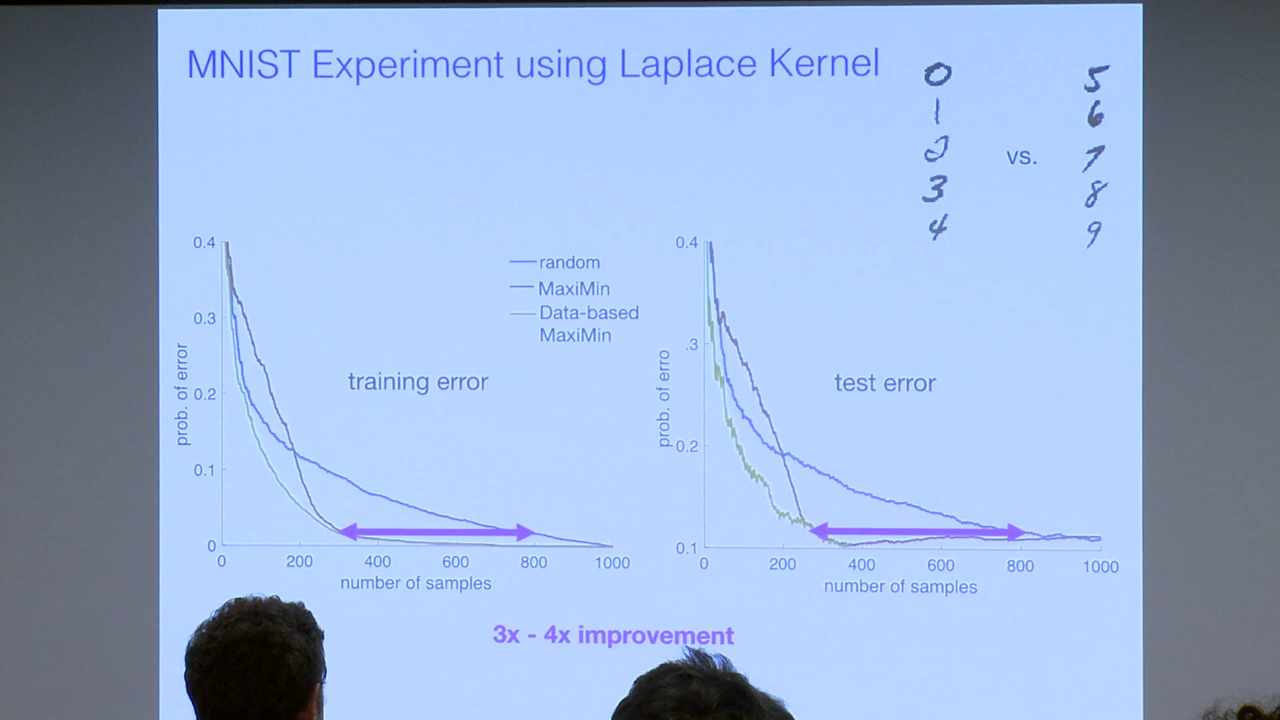 MNIST Experiment using Laplace Kernel
0
1
0
3
4
vs.
5
6
7
8
9
0.4
0.3
0.2
0.1
0
prob. of error
0
200
400
600
800
1000
number of samples
training error
random
MaxiMin
Data-based
MaxiMin
0.4
.3
0.2
0.1
prob. of erro
0
200
400
600
800
1000
number of samples
test error
3x - 4x improvement